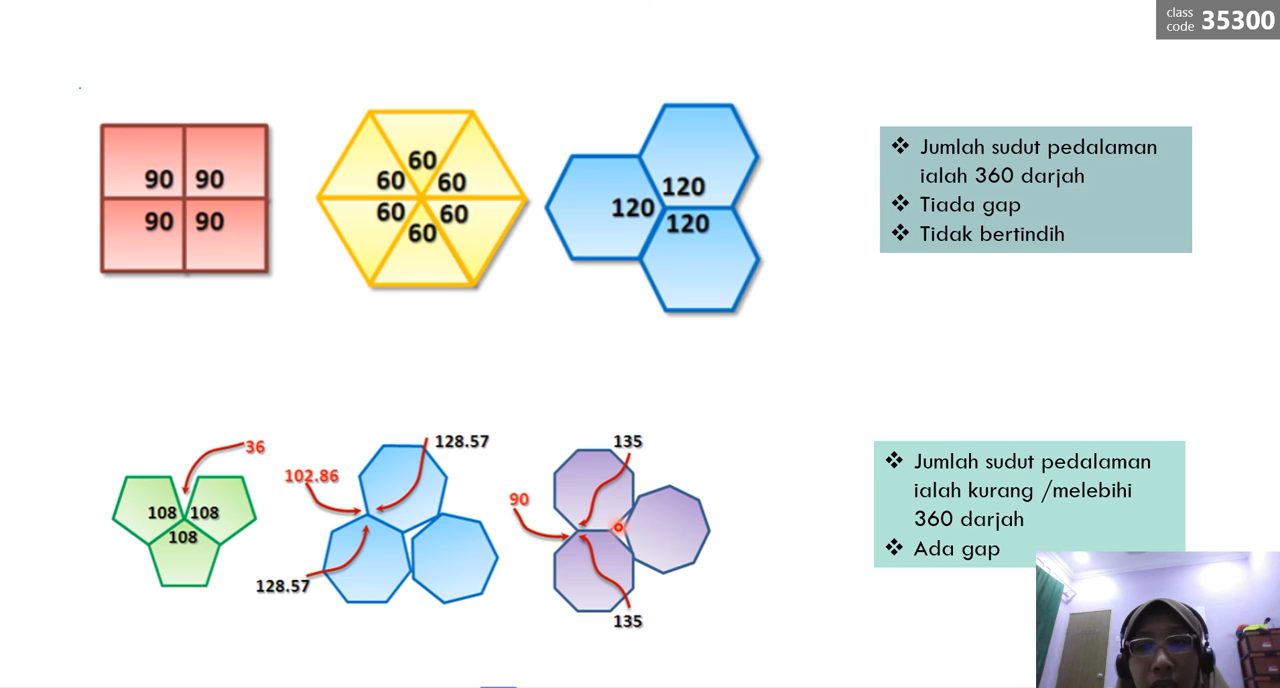 class
code 35300
90 90
90 90
60
60 60
60 60
60
120
120
120
❖ Jumlah sudut pedalaman
ialah 360 darjah
❖ Tiada gap
❖ Tidak bertindih
36
108 108
108
128.57
102.86
128.57
135
90
135
❖ Jumlah sudut pedalaman
ialah kurang /melebihi
360 darjah
❖ Ada gap